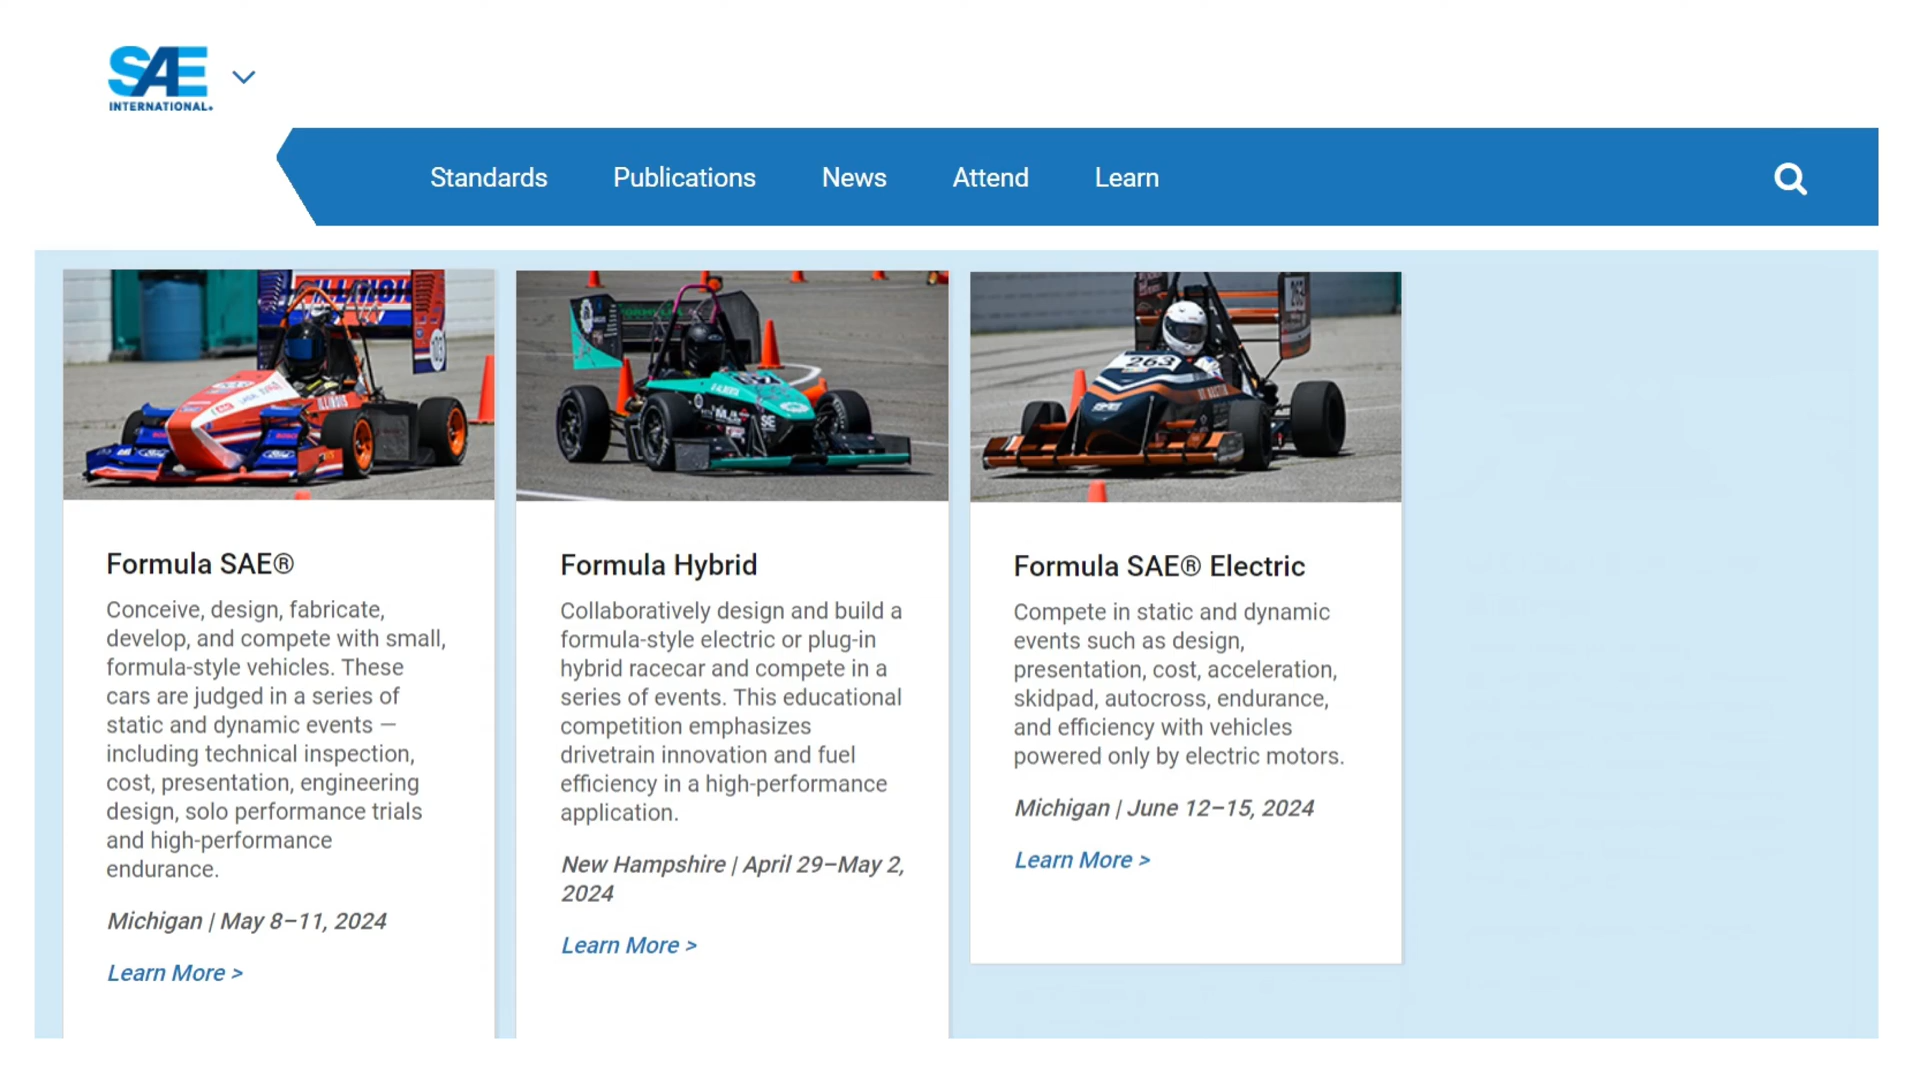 SAE
INTERNATIONAL
Standards
Publications
News
Attend
Learn
ILLINOIS
103
ILLINOIS
263
263
Formula SAE®
Conceive, design, fabricate,
develop, and compete with small,
formula-style vehicles. These
cars are judged in a series of
static and dynamic events —
including technical inspection,
cost, presentation, engineering
design, solo performance trials
and high-performance
endurance.
Michigan | May 8–11, 2024
Learn More >
Formula Hybrid
Collaboratively design and build a
formula-style electric or plug-in
hybrid racecar and compete in a
series of events. This educational
competition emphasizes
drivetrain innovation and fuel
efficiency in a high-performance
application.
New Hampshire | April 29–May 2,
2024
Learn More >
Formula SAE® Electric
Compete in static and dynamic
events such as design,
presentation, cost, acceleration,
skidpad, autocross, endurance,
and efficiency with vehicles
powered only by electric motors.
Michigan | June 12–15, 2024
Learn More >